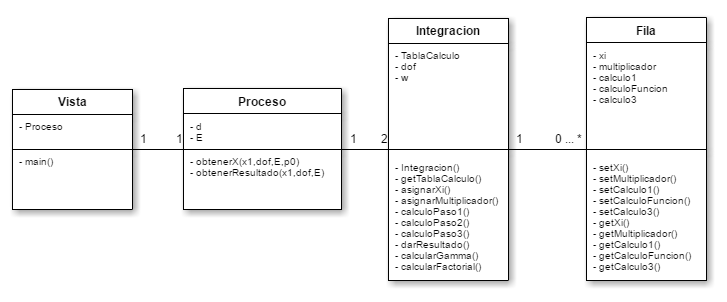 Vista
- Proceso
- main()
1
1
Proceso
- d
- E
- obtenerX(x1,dof,E,p0)
- obtenerResultado(x1,dof,E)
1
2
Integracion
- TablaCalculo
- dof
- w
- Integracion()
- getTablaCalculo()
- asignarXi()
- asignarMultiplicador()
- calculoPaso1()
- calculoPaso2()
- calculoPaso3()
- darResultado()
- calcularGamma()
- calcularFactorial()
1
0 ... *
Fila
- xi
- multiplicador
- calculo1
- calculoFuncion
- calculo3
- setXi()
- setMultiplicador()
- setCalculo1()
- setCalculoFuncion()
- setCalculo3()
- getXi()
- getMultiplicador()
- getCalculo1()
- getCalculoFuncion()
- getCalculo3()